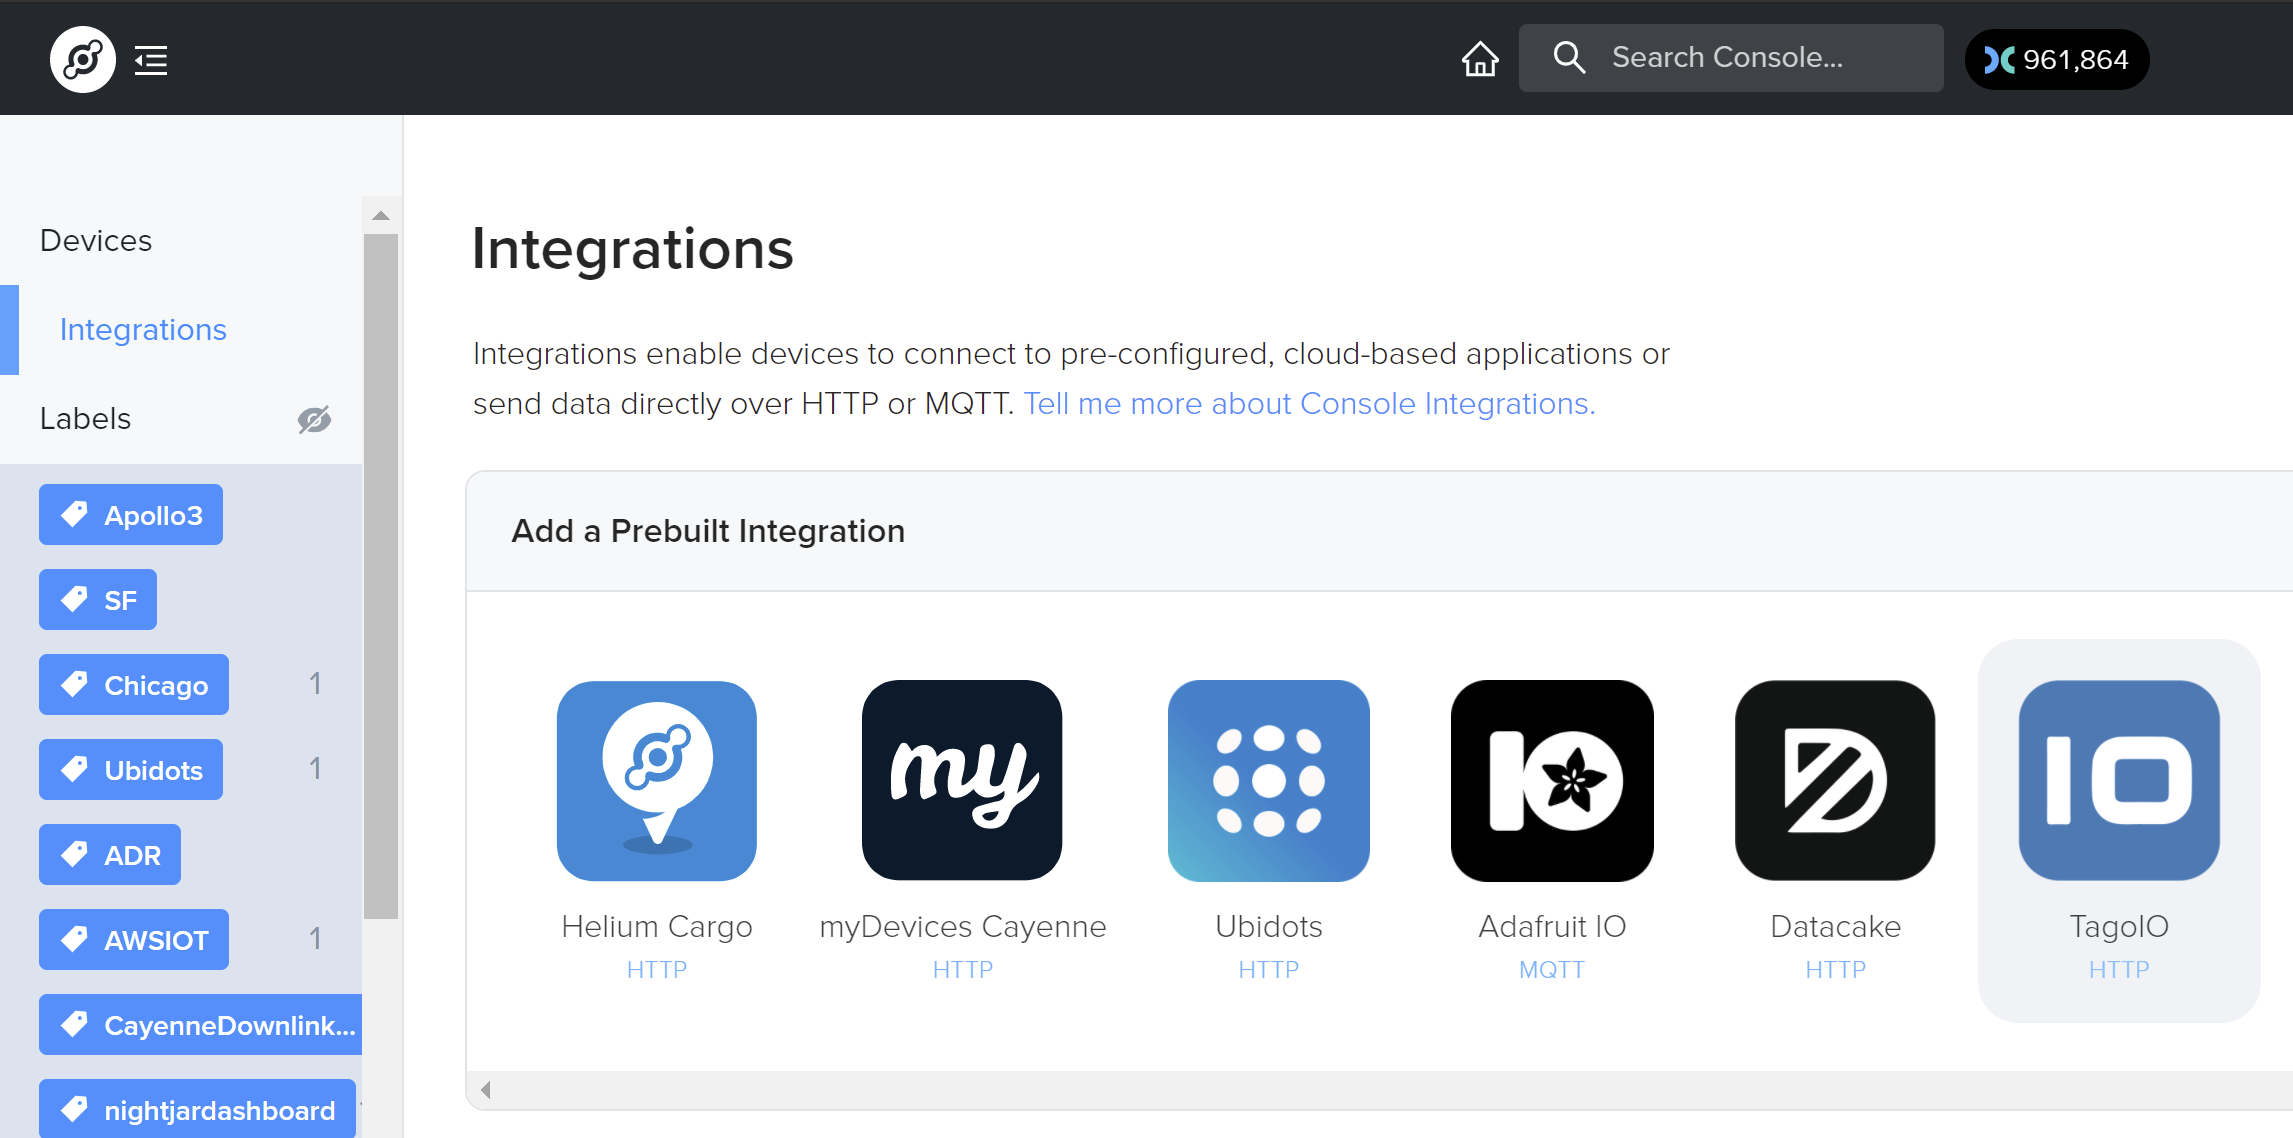 Search Console...
961,864
Devices
Integrations
Labels
Apollo3
SF
Chicago 1
Ubidots 1
ADR
AWSIOT 1
CayenneDownlink...
nightjardashboard
Integrations
Integrations enable devices to connect to pre-configured, cloud-based applications or
send data directly over HTTP or MQTT. Tell me more about Console Integrations.
Add a Prebuilt Integration
my
IO
Helium Cargo
HTTP
myDevices Cayenne
HTTP
Ubidots
HTTP
Adafruit IO
MQTT
Datacake
HTTP
TagoIO
HTTP